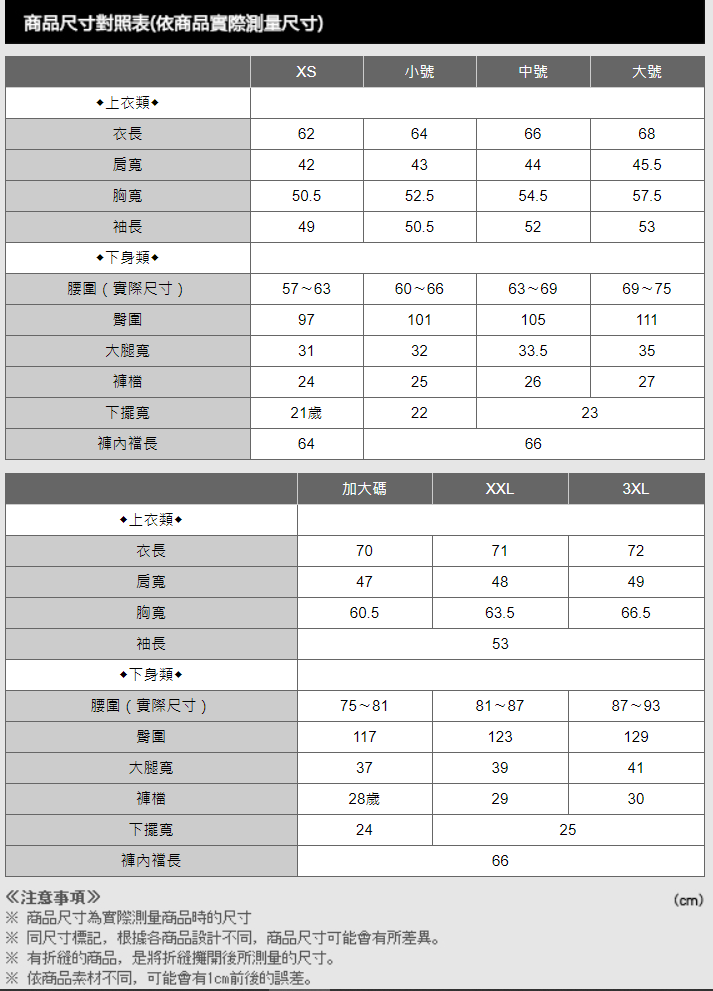 商品尺寸對照表(依商品實際測量尺寸)
XS 小號 中號 大號
◆上衣類◆
衣長 62 64 66 68
肩寬 42 43 44 45.5
胸寬 50.5 52.5 54.5 57.5
袖長 49 50.5 52 53
◆下身類◆
腰圍(實際尺寸) 57～63 60～66 63～69 69～75
臀圍 97 101 105 111
大腿寬 31 32 33.5 35
褲檔 24 25 26 27
下擺寬 21歲 22 23
褲內襠長 64 66
加大碼 XXL 3XL
◆上衣類◆
衣長 70 71 72
肩寬 47 48 49
胸寬 60.5 63.5 66.5
袖長 53
◆下身類◆
腰圍(實際尺寸) 75～81 81～87 87～93
臀圍 117 123 129
大腿寬 37 39 41
褲檔 28歲 29 30
下擺寬 24 25
褲內襠長 66
≪注意事項≫ (cm)
※ 商品尺寸為實際測量商品時的尺寸
※ 同尺寸標記，根據各商品設計不同，商品尺寸可能會有所差異。
※ 有折縫的商品，是將折縫攤開後所測量的尺寸。
※ 依商品素材不同，可能會有1cm前後的誤差。